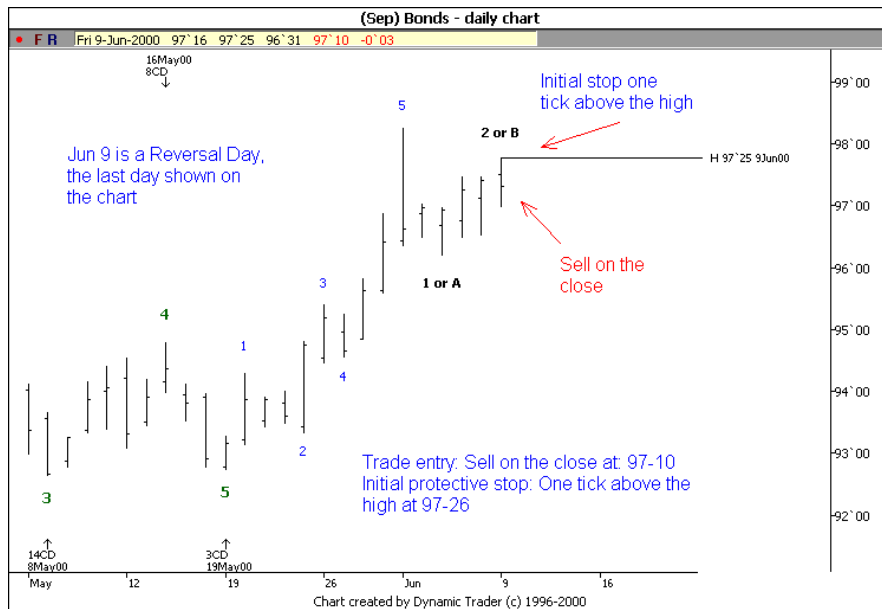 (Sep) Bonds - daily chart
F R Fri 9-Jun-2000 97`16 97`25 96`31 97`10 -0`03
16May00
8CD
Initial stop one
tick above the high
99`00
5
2 or B
98`00
Jun 9 is a Reversal Day,
the last day shown on
the chart
H 97`25 9Jun00
97`00
Sell on the
close
96`00
1 or A
3
4
95`00
1
4
94`00
2
93`00
3
5
Trade entry: Sell on the close at: 97-10
Initial protective stop: One tick above the
high at 97-26
92`00
14CD
8May00
3CD
19May00
May 12 19 26 Jun 9 16
Chart created by Dynamic Trader (c) 1996-2000